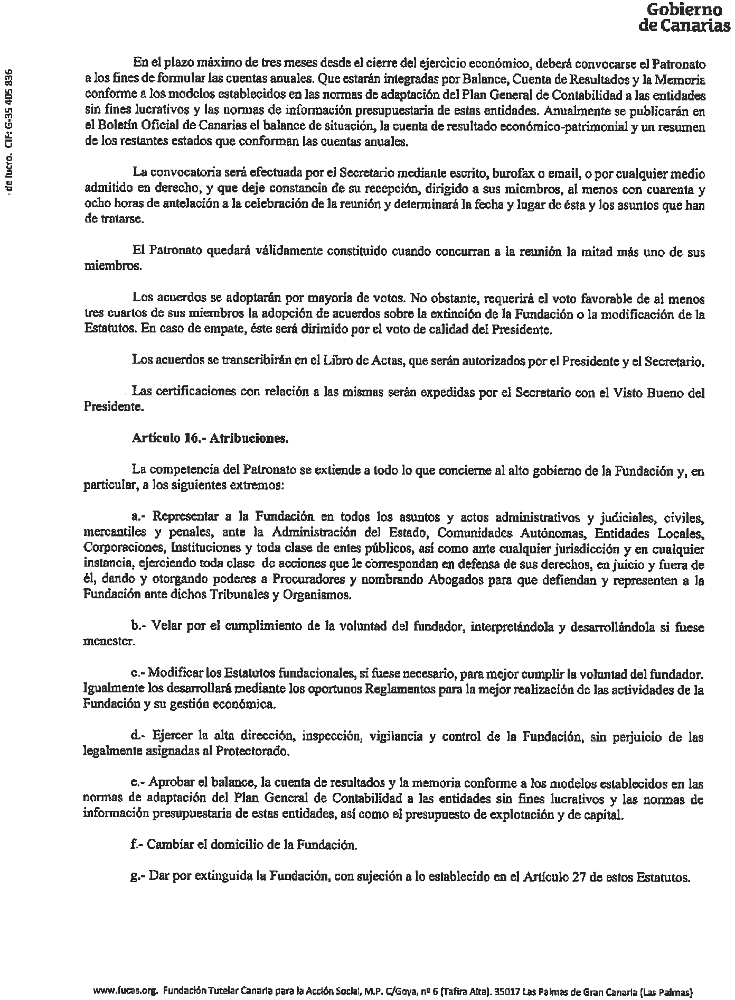 Gobierno
de Canarias
de lucro. CIF: G-35 405 836
En el plazo máximo de tres meses desde el cierre del ejercicio económico, deberá convocarse el Patronato
a los fines de formular las cuentas anuales. Que estarán integradas por Balance, Cuenta de Resultados y la Memoria
conforme a los modelos establecidos en las normas de adaptación del Plan General de Contabilidad a las entidades
sin fines lucrativos y las normas de información presupuestaria de estas entidades. Anualmente se publicarán en
el Boletín Oficial de Canarias el balance de situación, la cuenta de resultado económico-patrimonial y un resumen
de los restantes estados que conforman las cuentas anuales.
La convocatoria será efectuada por el Secretario mediante escrito, burofax o email, o por cualquier medio
admitido en derecho, y que deje constancia de su recepción, dirigido a sus miembros, al menos con cuarenta y
ocho horas de antelación a la celebración de la reunión y determinará la fecha y lugar de ésta y los asuntos que han
de tratarse.
El Patronato quedará válidamente constituido cuando concurran a la reunión la mitad más uno de sus
miembros.
Los acuerdos se adoptarán por mayoría de votos. No obstante, requerirá el voto favorable de al menos
tres cuartos de sus miembros la adopción de acuerdos sobre la extinción de la Fundación o la modificación de la
Estatutos. En caso de empate, éste será dirimido por el voto de calidad del Presidente.
Los acuerdos se transcribirán en el Libro de Actas, que serán autorizados por el Presidente y el Secretario.
Las certificaciones con relación a las mismas serán expedidas por el Secretario con el Visto Bueno del
Presidente.
Artículo 16.- Atribuciones.
La competencia del Patronato se extiende a todo lo que concierne al alto gobierno de la Fundación y, en
particular, a los siguientes extremos:
a.- Representar a la Fundación en todos los asuntos y actos administrativos y judiciales, civiles,
mercantiles y penales, ante la Administración del Estado, Comunidades Autónomas, Entidades Locales,
Corporaciones, Instituciones y toda clase de entes públicos, así como ante cualquier jurisdicción y en cualquier
instancia, ejerciendo toda clase de acciones que le correspondan en defensa de sus derechos, en juicio y fuera de
él, dando y otorgando poderes a Procuradores y nombrando Abogados para que defiendan y representen a la
Fundación ante dichos Tribunales y Organismos.
b.- Velar por el cumplimiento de la voluntad del fundador, interpretándola y desarrollándola si fuese
menester.
c.- Modificar los Estatutos fundacionales, si fuese necesario, para mejor cumplir la voluntad del fundador.
Igualmente los desarrollará mediante los oportunos Reglamentos para la mejor realización de las actividades de la
Fundación y su gestión económica.
d.- Ejercer la alta dirección, inspección, vigilancia y control de la Fundación, sin perjuicio de las
legalmente asignadas al Protectorado.
e.- Aprobar el balance, la cuenta de resultados y la memoria conforme a los modelos establecidos en las
normas de adaptación del Plan General de Contabilidad a las entidades sin fines lucrativos y las normas de
información presupuestaria de estas entidades, así como el presupuesto de explotación y de capital.
f.- Cambiar el domicilio de la Fundación.
g.- Dar por extinguida la Fundación, con sujeción a lo establecido en el Artículo 27 de estos Estatutos.
www.fucas.org. Fundación Tutelar Canaria para la Acción Social, M.P. C/Goya, nº 6 (Tafira Alta). 35017 Las Palmas de Gran Canaria (Las Palmas)